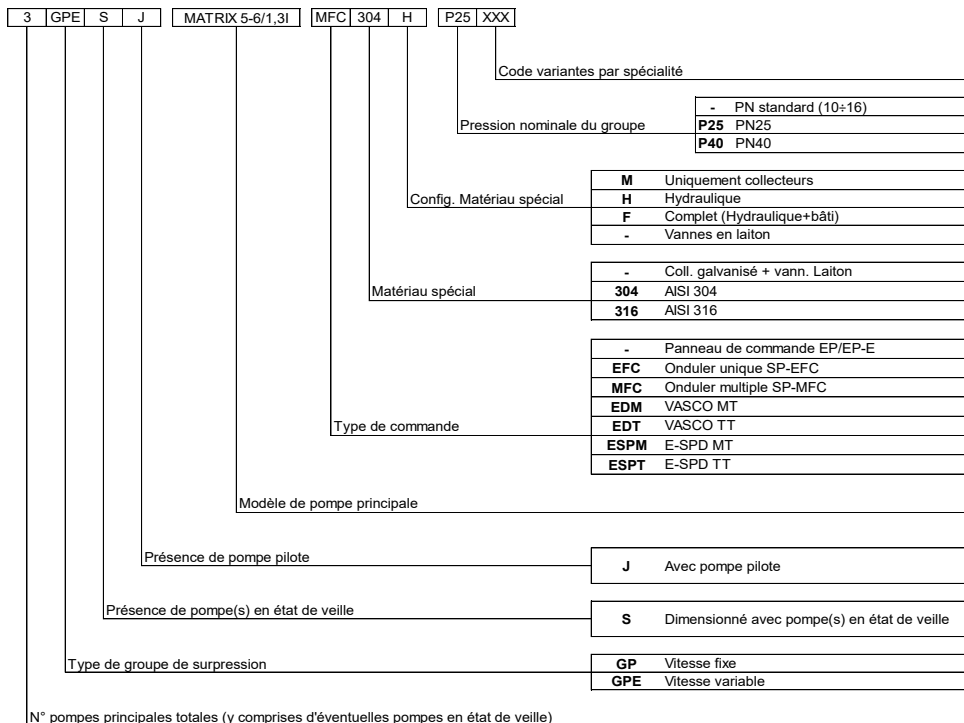 3 GPE S J MATRIX 5-6/1,3I MFC 304 H P25 XXX
Code variantes par spécialité
- PN standard (10÷16)
Pression nominale du groupe P25 PN25
P40 PN40
M Uniquement collecteurs
Config. Matériau spécial H Hydraulique
F Complet (Hydraulique+bâti)
- Vannes en laiton
- Coll. galvanisé + vann. Laiton
Matériau spécial 304 AISI 304
316 AISI 316
- Panneau de commande EP/EP-E
EFC Onduler unique SP-EFC
MFC Onduler multiple SP-MFC
EDM VASCO MT
Type de commande EDT VASCO TT
ESPM E-SPD MT
ESPT E-SPD TT
Modèle de pompe principale
Présence de pompe pilote
J Avec pompe pilote
Présence de pompe(s) en état de veille
S Dimensionné avec pompe(s) en état de veille
Type de groupe de surpression GP Vitesse fixe
GPE Vitesse variable
N° pompes principales totales (y comprises d'éventuelles pompes en état de veille)